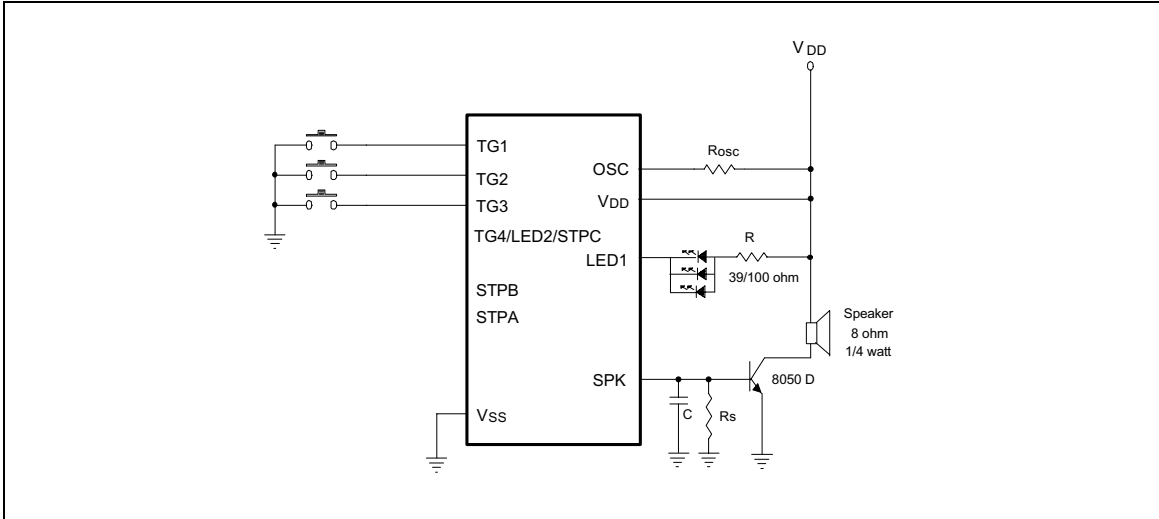 V DD
TG1
TG2
TG3
TG4/LED2/STPC
STPB
STPA
VSS
OSC
VDD
LED1
SPK
Rosc
R
39/100 ohm
Speaker
8 ohm
1/4 watt
8050 D
C
Rs